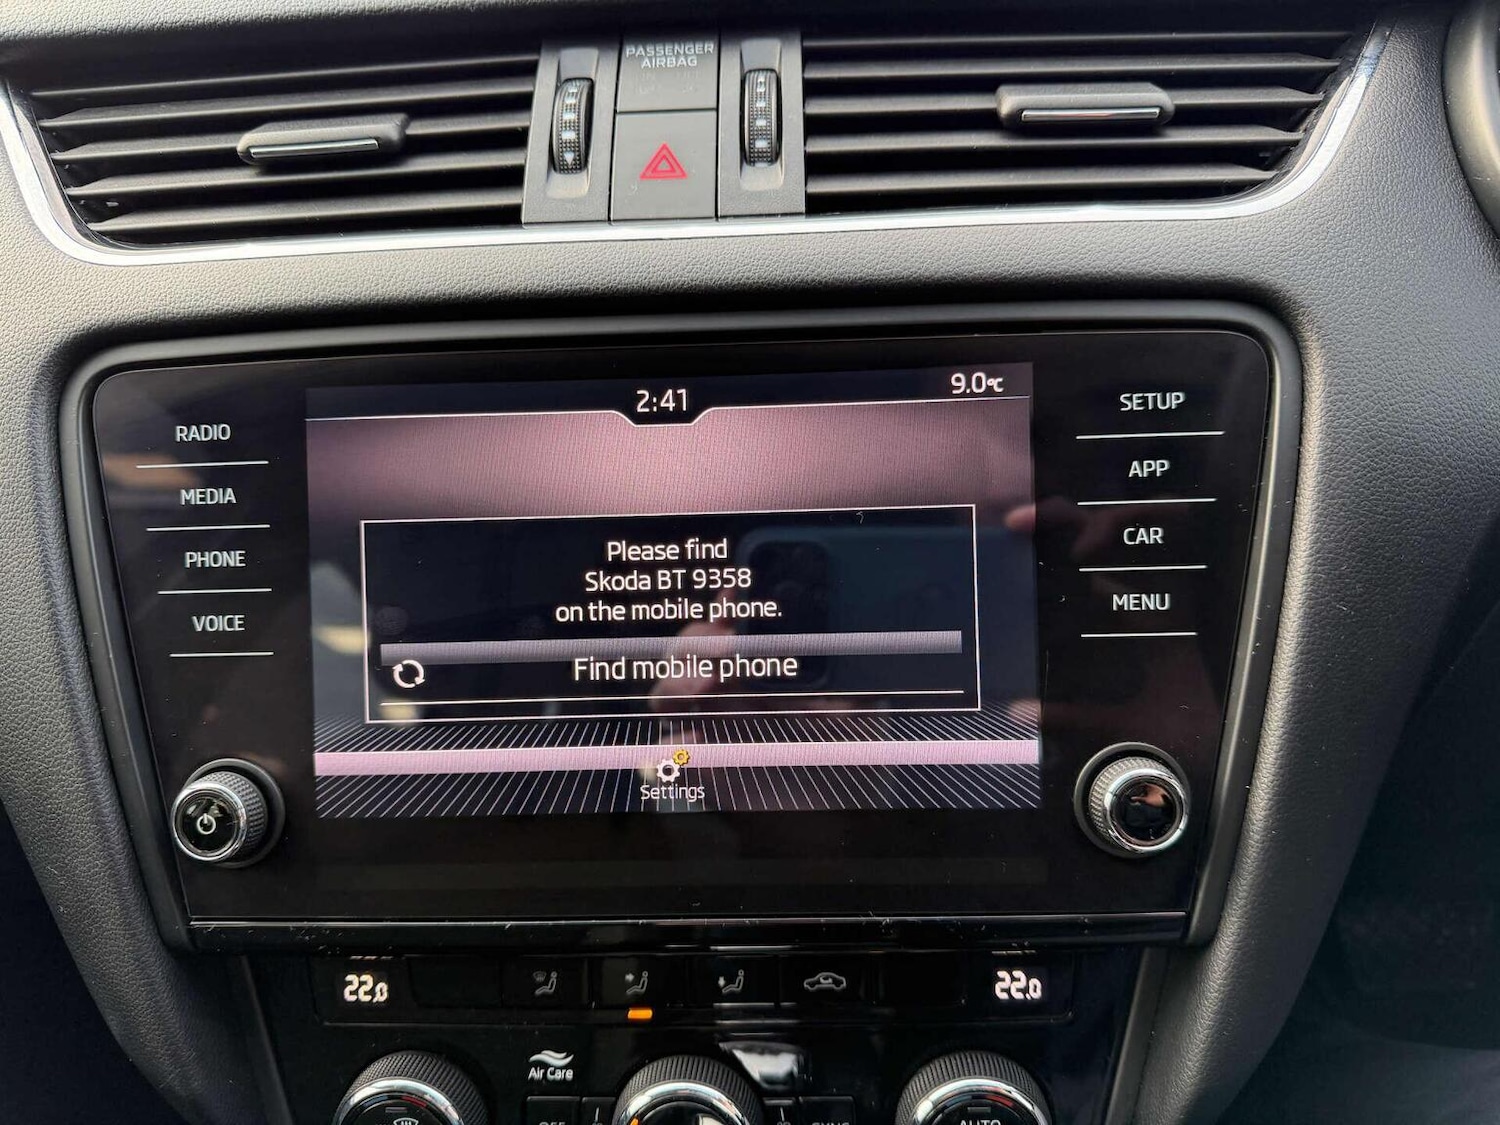 PASSENGER
AIRBAG
2:41
9.0°C
RADIO
MEDIA
PHONE
VOICE
Please find
Skoda BT 9358
on the mobile phone.
Find mobile phone
Settings
SETUP
APP
CAR
MENU
22.0
22.0
Air Care